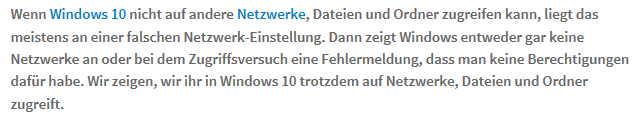 Wenn Windows 10 nicht auf andere Netzwerke, Dateien und Ordner zugreifen kann, liegt das
meistens an einer falschen Netzwerk-Einstellung. Dann zeigt Windows entweder gar keine
Netzwerke an oder bei dem Zugriffsversuch eine Fehlermeldung, dass man keine Berechtigungen
dafür habe. Wir zeigen, wir ihr in Windows 10 trotzdem auf Netzwerke, Dateien und Ordner
zugreift.